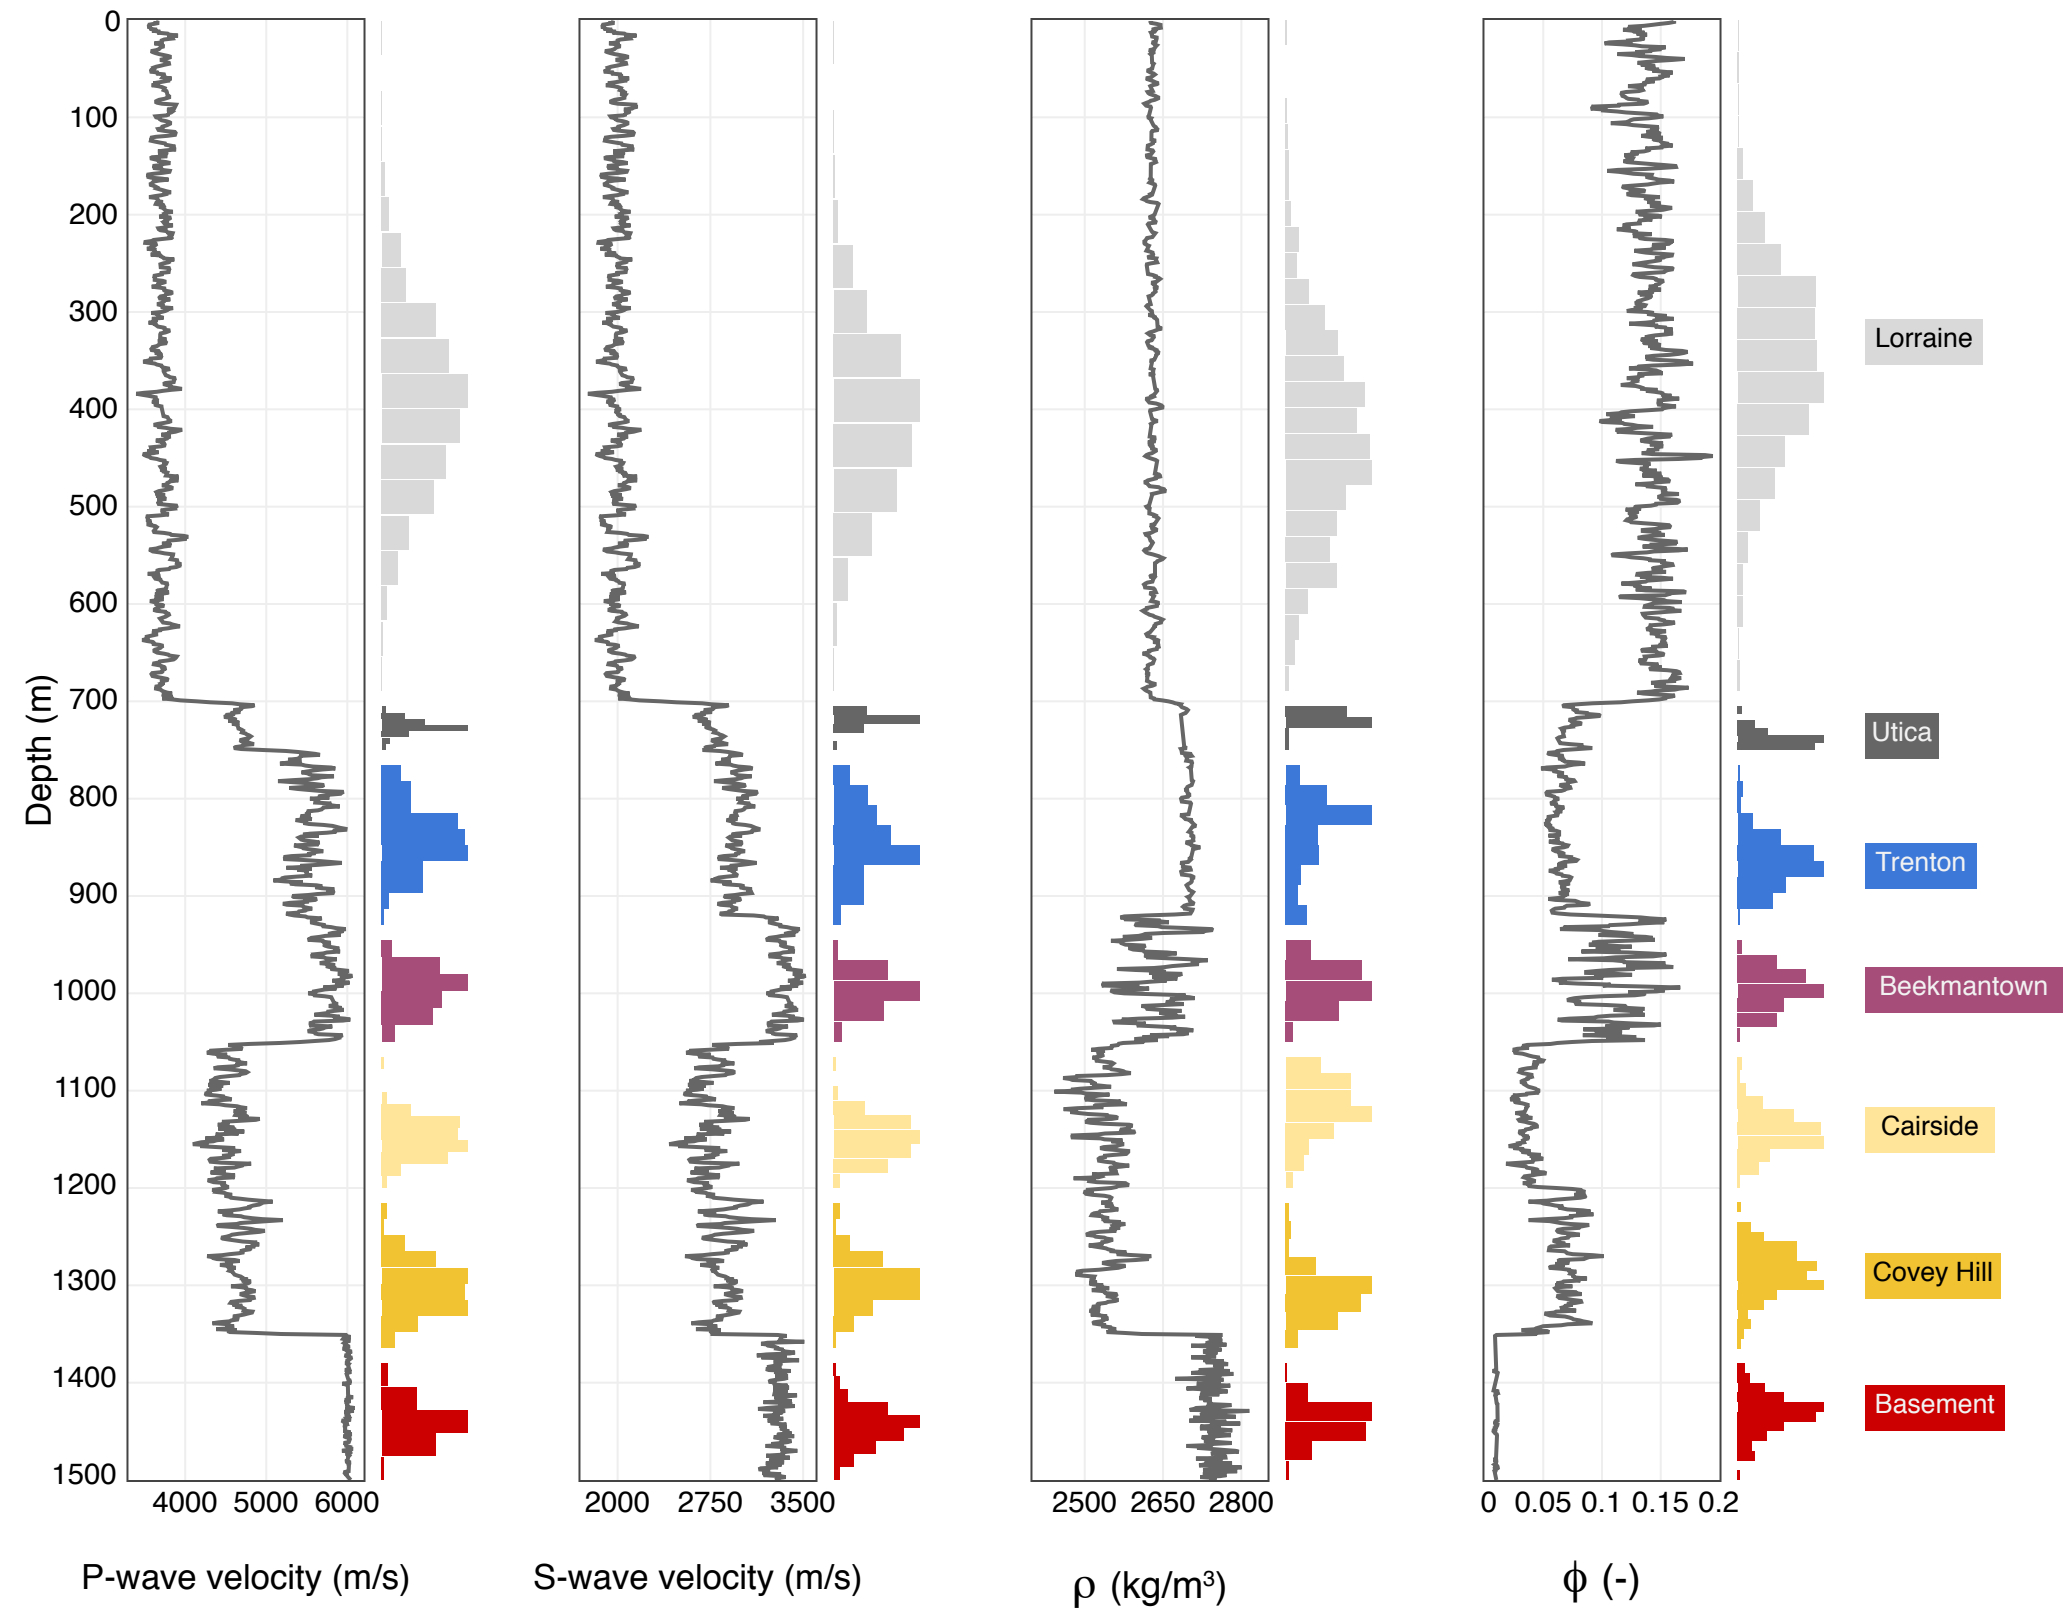 0
100
200
300
400
500
600
700
800
900
1000
1100
1200
1300
1400
1500
Depth (m)
4000 5000 6000
2000 2750 3500
2500 2650 2800
0 0.05 0.1 0.15 0.2
P-wave velocity (m/s)
S-wave velocity (m/s)
ρ (kg/m³)
ϕ (-)
Lorraine
Utica
Trenton
Beekmantown
Cairside
Covey Hill
Basement